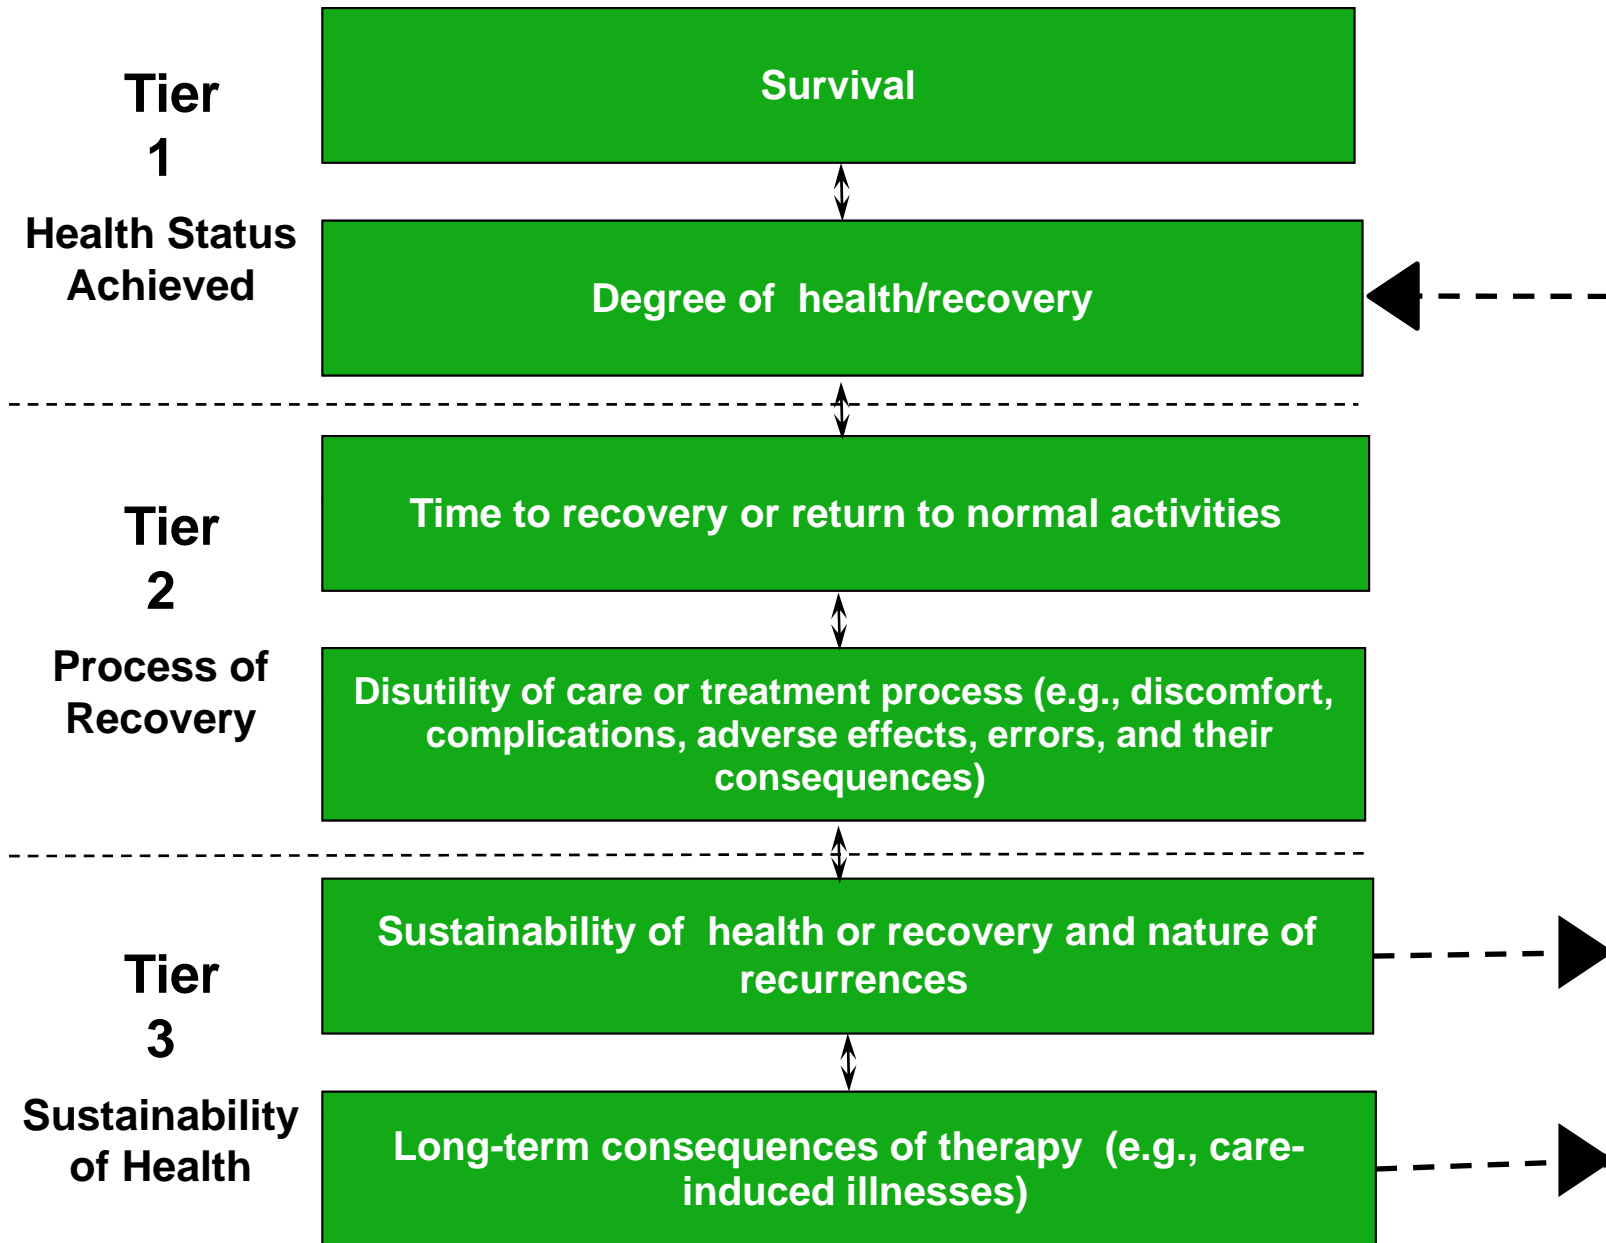 Tier
1
Health Status
Achieved
Survival
Degree of  health/recovery
Tier
2
Process of
Recovery
Time to recovery or return to normal activities
Disutility of care or treatment process (e.g., discomfort,
complications, adverse effects, errors, and their
consequences)
Tier
3
Sustainability
of Health
Sustainability of  health or recovery and nature of
recurrences
Long-term consequences of therapy  (e.g., care-
induced illnesses)